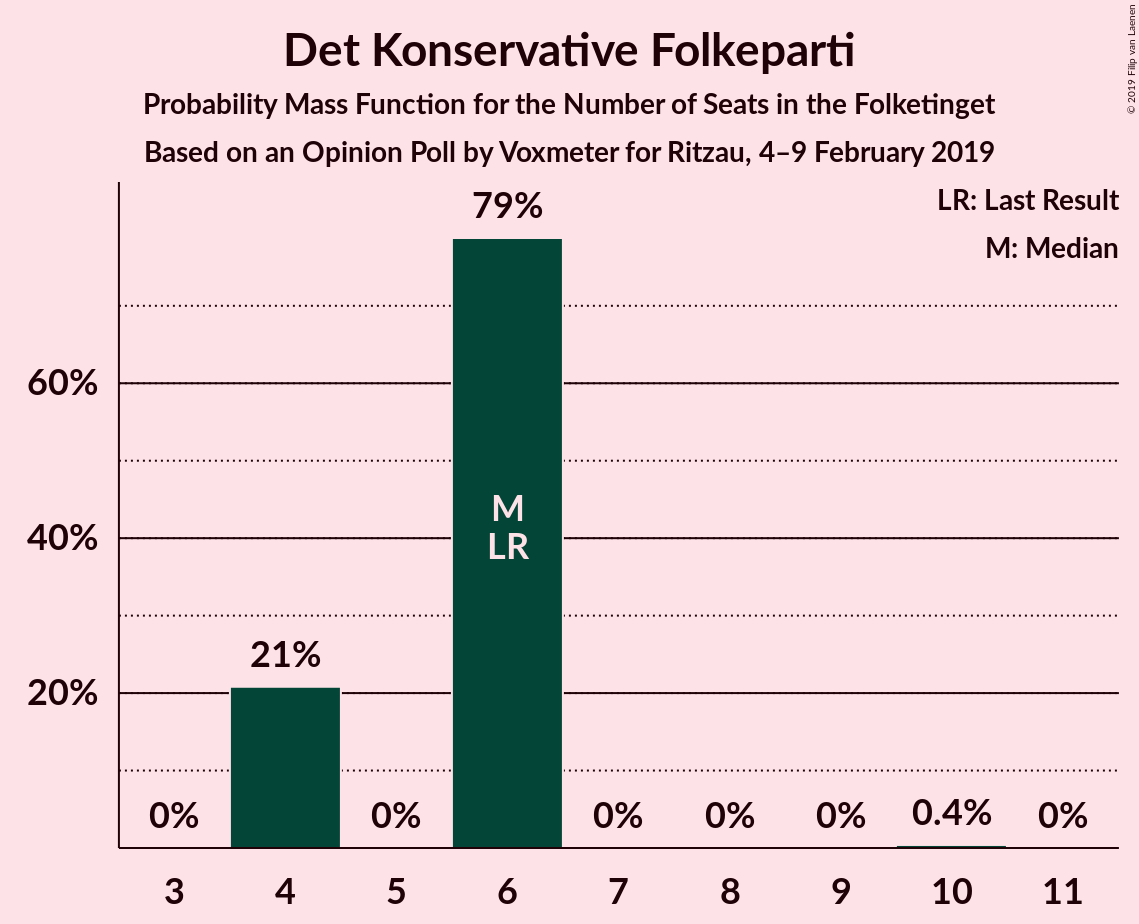 Det Konservative Folkeparti
Probability Mass Function for the Number of Seats in the Folketinget
Based on an Opinion Poll by Voxmeter for Ritzau, 4–9 February 2019
© 2019 Filip van Laenen
LR: Last Result
M: Median
79%
60%
40%
20%
M
LR
21%
0%
0%
0%
0%
0%
0.4%
0%
3
4
5
6
7
8
9
10
11